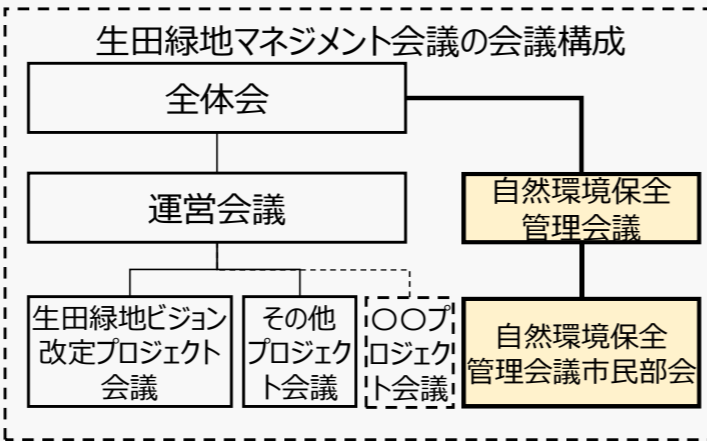 生田緑地マネジメント会議の会議構成
全体会
運営会議
自然環境保全
管理会議
生田緑地ビジョン
改定プロジェクト
会議
その他
プロジェク
ト会議
〇〇プ
ロジェク
ト会議
自然環境保全
管理会議市民部会